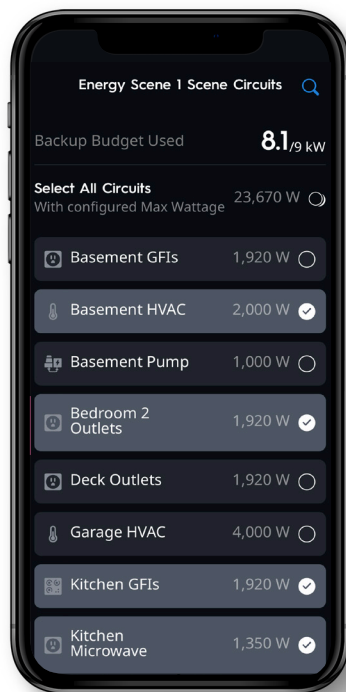 Energy Scene 1 Scene Circuits
Backup Budget Used 8.1/9 kW
Select All Circuits
With configured Max Wattage 23,670 W
Basement GFIs 1,920 W
Basement HVAC 2,000 W
Basement Pump 1,000 W
Bedroom 2
Outlets 1,920 W
Deck Outlets 1,920 W
Garage HVAC 4,000 W
Kitchen GFIs 1,920 W
Kitchen
Microwave 1,350 W